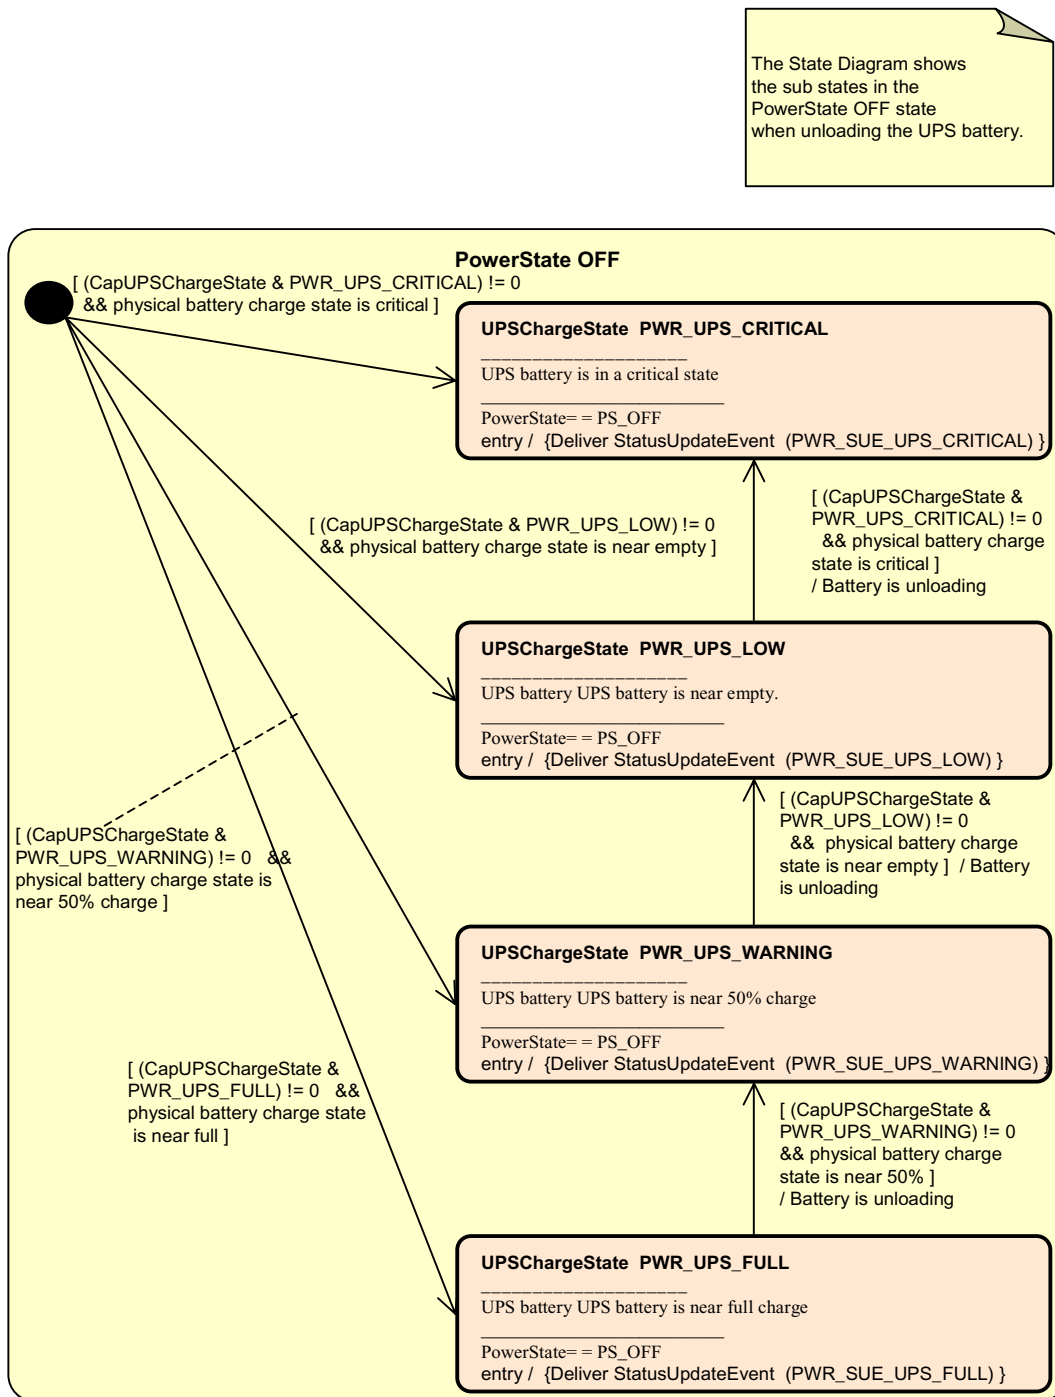 The State Diagram shows
the sub states in the
PowerState OFF state
when unloading the UPS battery.
PowerState OFF
[ (CapUPSChargeState & PWR_UPS_CRITICAL) != 0
&& physical battery charge state is critical ]
UPSChargeState PWR_UPS_CRITICAL
____________________
UPS battery is in a critical state
________________________
PowerState= = PS_OFF
entry / {Deliver StatusUpdateEvent (PWR_SUE_UPS_CRITICAL) }
[ (CapUPSChargeState & PWR_UPS_LOW) != 0
&& physical battery charge state is near empty ]
[ (CapUPSChargeState &
PWR_UPS_CRITICAL) != 0
&& physical battery charge
state is critical ]
/ Battery is unloading
UPSChargeState PWR_UPS_LOW
____________________
UPS battery UPS battery is near empty.
________________________
PowerState= = PS_OFF
entry / {Deliver StatusUpdateEvent (PWR_SUE_UPS_LOW) }
[ (CapUPSChargeState &
PWR_UPS_WARNING) != 0 &&
physical battery charge state is
near 50% charge ]
[ (CapUPSChargeState &
PWR_UPS_LOW) != 0
&& physical battery charge
state is near empty ] / Battery
is unloading
UPSChargeState PWR_UPS_WARNING
____________________
UPS battery UPS battery is near 50% charge
________________________
PowerState= = PS_OFF
entry / {Deliver StatusUpdateEvent (PWR_SUE_UPS_WARNING) }
[ (CapUPSChargeState &
PWR_UPS_FULL) != 0 &&
physical battery charge state
is near full ]
[ (CapUPSChargeState &
PWR_UPS_WARNING) != 0
&& physical battery charge
state is near 50% ]
/ Battery is unloading
UPSChargeState PWR_UPS_FULL
____________________
UPS battery UPS battery is near full charge
________________________
PowerState= = PS_OFF
entry / {Deliver StatusUpdateEvent (PWR_SUE_UPS_FULL) }